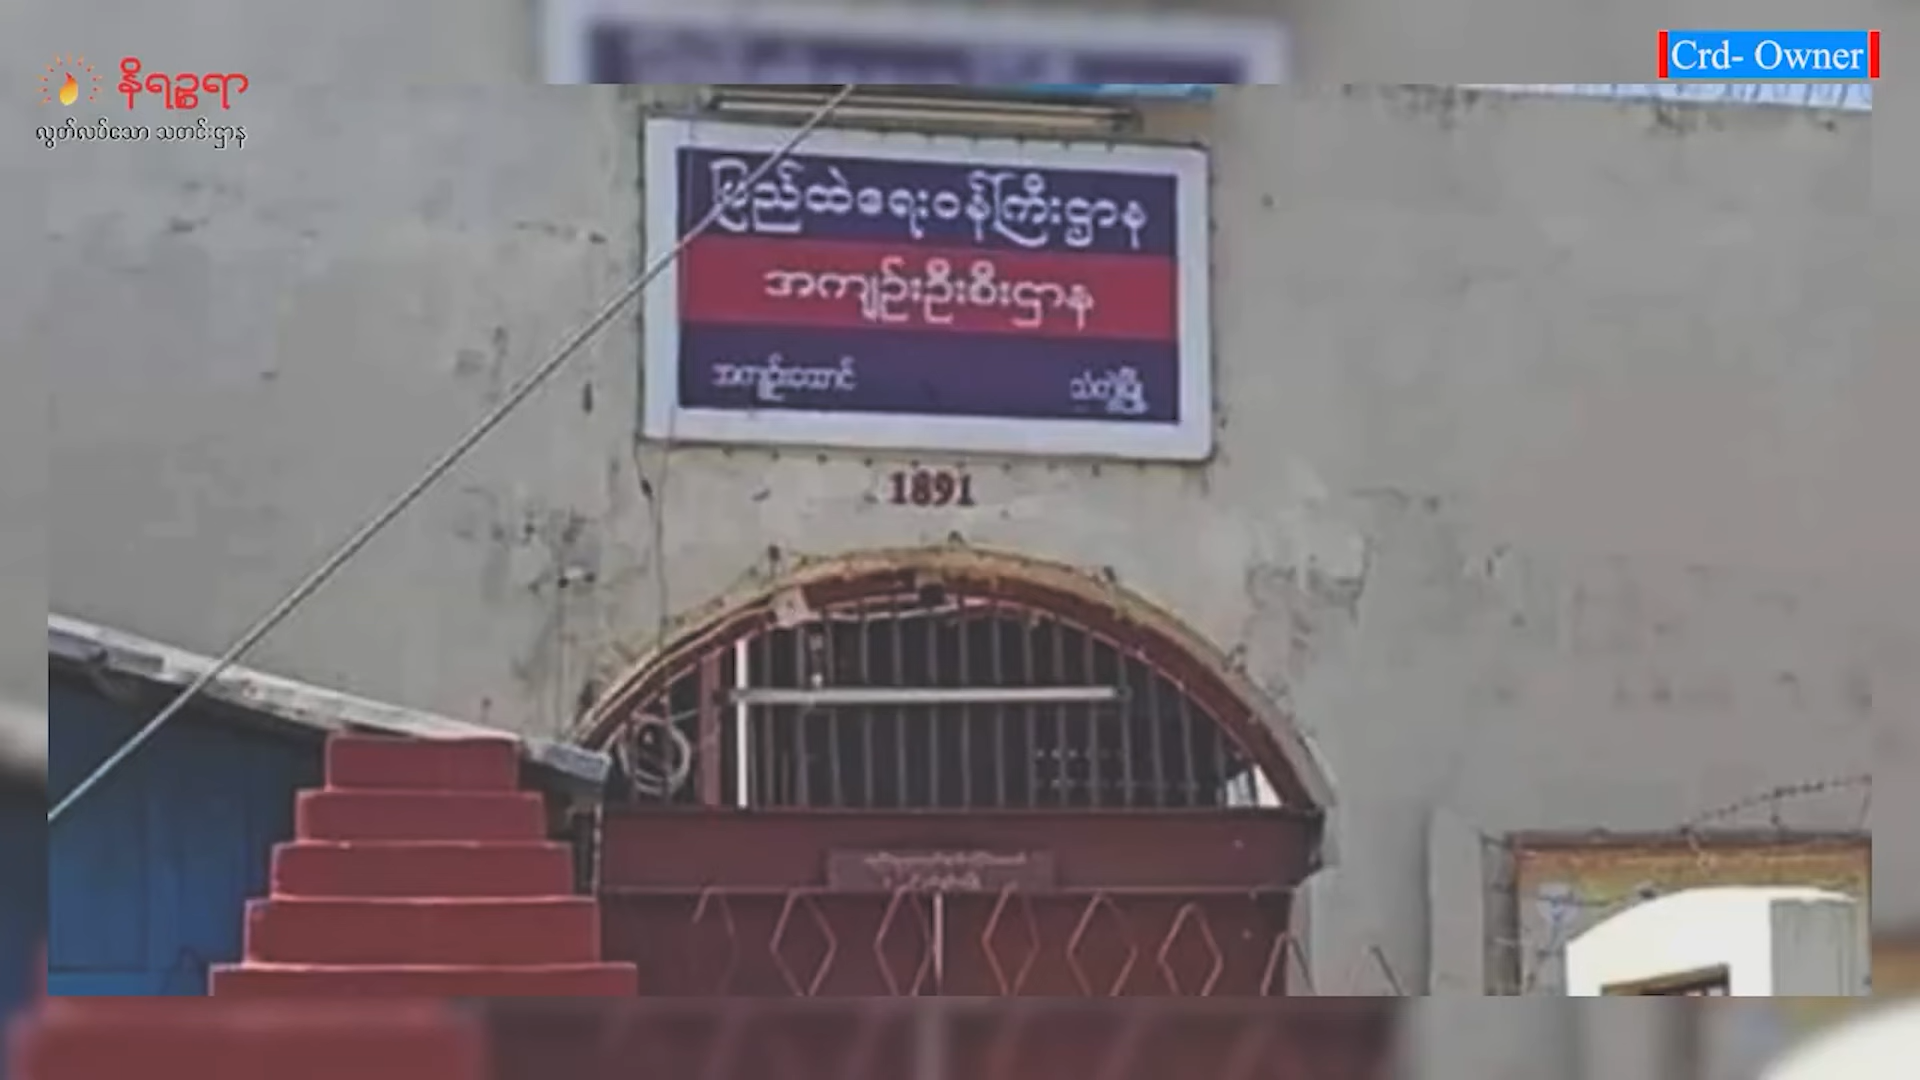 နိရဉ္စရာ
လွတ်လပ်သော သတင်းဌာန
Crd- Owner
ပြည်ထဲရေးဝန်ကြီးဌာန
အကျဉ်းဦးစီးဌာန
အကျဉ်းထောင်
သံတွဲမြို့
1891